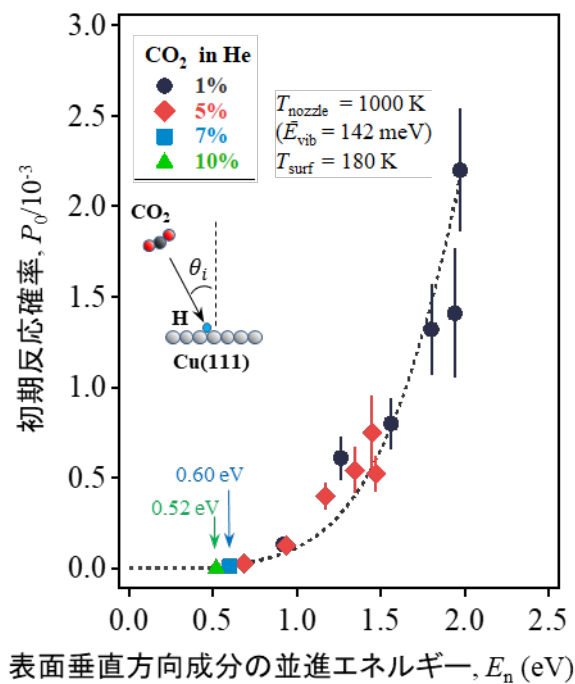 3.0
2.5
2.0
1.5
1.0
0.5
0.0
初期反応確率, P₀/10⁻³
CO₂ in He
1%
5%
7%
10%
T_nozzle = 1000 K
(Ē_vib = 142 meV)
T_surf = 180 K
CO₂
θᵢ
H
Cu(111)
0.60 eV
0.52 eV
0.0 0.5 1.0 1.5 2.0 2.5
表面垂直方向成分の並進エネルギー, Eₙ (eV)